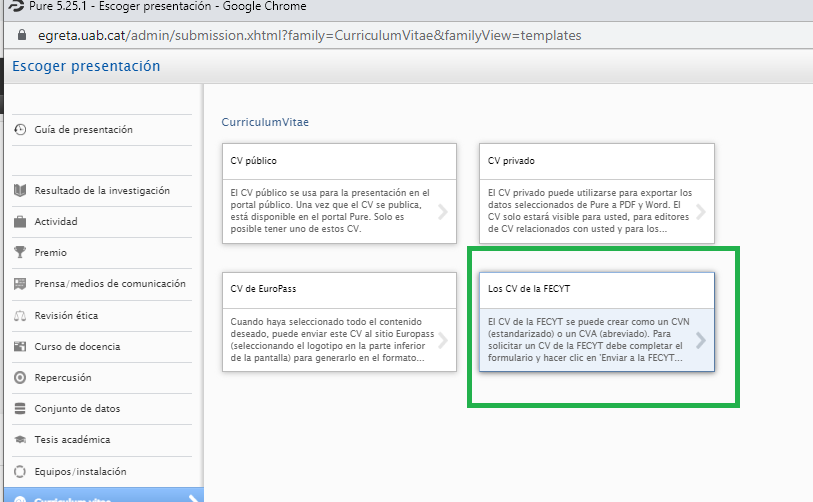 Pure 5.25.1 - Escoger presentación - Google Chrome
egreta.uab.cat/admin/submission.xhtml?family=CurriculumVitae&familyView=templates
Escoger presentación
Guía de presentación
Resultado de la investigación
Actividad
Premio
Prensa/medios de comunicación
Revisión ética
Curso de docencia
Repercusión
Conjunto de datos
Tesis académica
Equipos/instalación
Curriculum vitae
CurriculumVitae
CV público
El CV público se usa para la presentación en el
portal público. Una vez que el CV se publica,
está disponible en el portal Pure. Solo es
posible tener uno de estos CV.
CV privado
El CV privado puede utilizarse para exportar los
datos seleccionados de Pure a PDF y Word. El
CV solo estará visible para usted, para editores
de CV relacionados con usted y para los...
CV de EuroPass
Cuando haya seleccionado todo el contenido
deseado, puede enviar este CV al sitio Europass
(seleccionando el logotipo en la parte inferior
de la pantalla) para generarlo en el formato...
Los CV de la FECYT
El CV de la FECYT se puede crear como un CVN
(estandarizado) o un CVA (abreviado). Para
solicitar un CV de la FECYT debe completar el
formulario y hacer clic en 'Enviar a la FECYT...